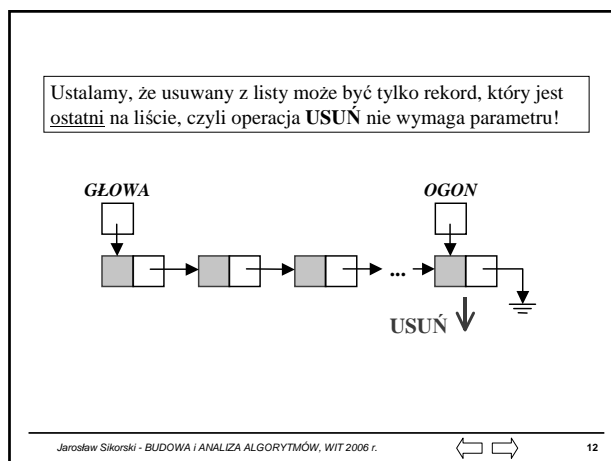 Ustalamy, że usuwany z listy może być tylko rekord, który jest
ostatni na liście, czyli operacja USUŃ nie wymaga parametru!
GŁOWA OGON
...
USUŃ
Jarosław Sikorski - BUDOWA i ANALIZA ALGORYTMÓW, WIT 2006 r. 12